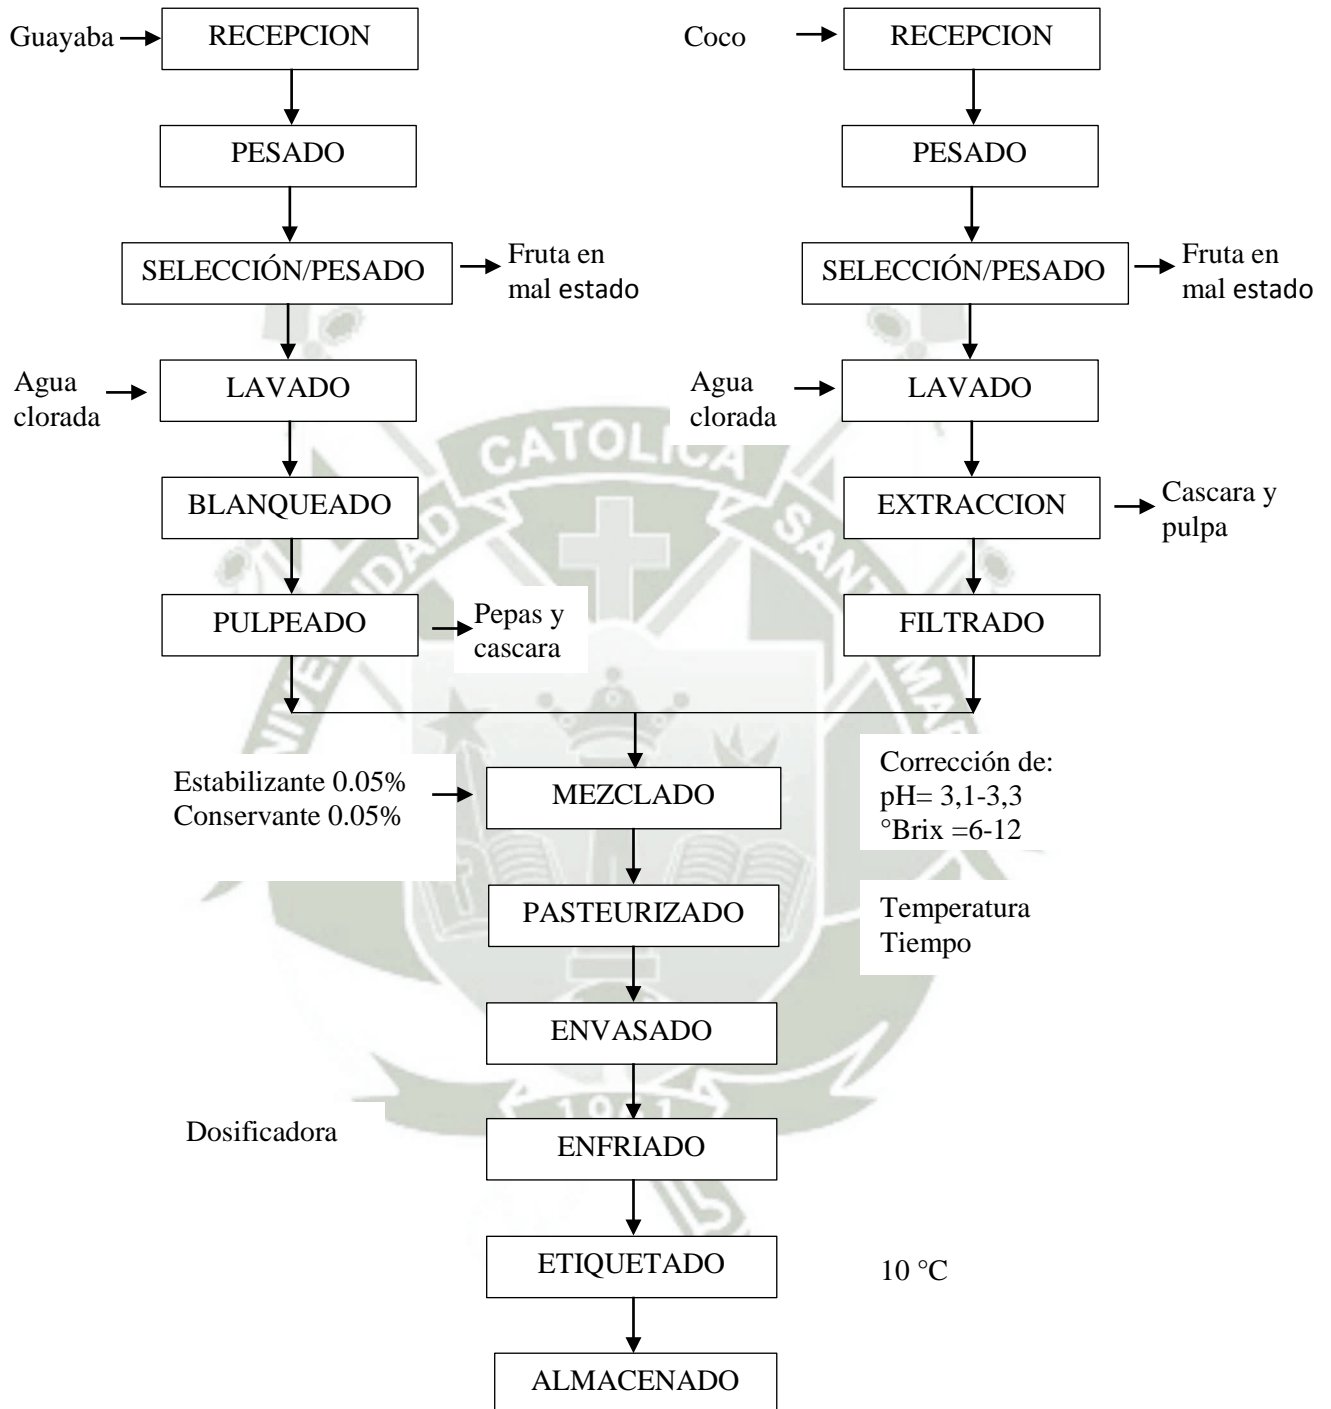 Guayaba
RECEPCION
PESADO
SELECCIÓN/PESADO
Fruta en
mal estado
Agua
clorada
LAVADO
BLANQUEADO
PULPEADO
Pepas y
cascara
Coco
RECEPCION
PESADO
SELECCIÓN/PESADO
Fruta en
mal estado
Agua
clorada
LAVADO
EXTRACCION
Cascara y
pulpa
FILTRADO
Estabilizante 0.05%
Conservante 0.05%
MEZCLADO
Corrección de:
pH= 3,1-3,3
°Brix =6-12
PASTEURIZADO
Temperatura
Tiempo
ENVASADO
Dosificadora
ENFRIADO
ETIQUETADO
10 °C
ALMACENADO
CATOLICA
1961